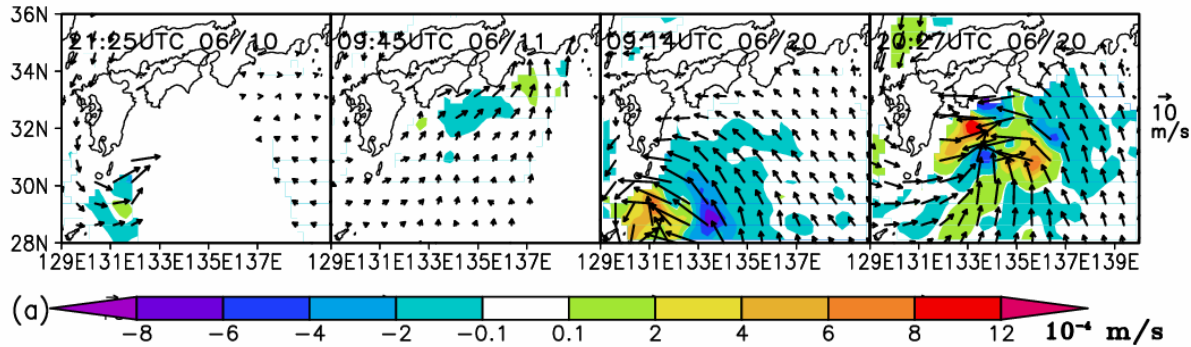 36N
34N
32N
30N
28N
21:25UTC 06/10
09:45UTC 06/11
09:14UTC 06/20
20:27UTC 06/20
10
m/s
129E131E133E135E137E
129E131E133E135E137E
129E131E133E135E137E
129E131E133E135E137E139E
(a)
−8 −6 −4 −2 −0.1 0.1 2 4 6 8 12 10⁻⁴ m/s